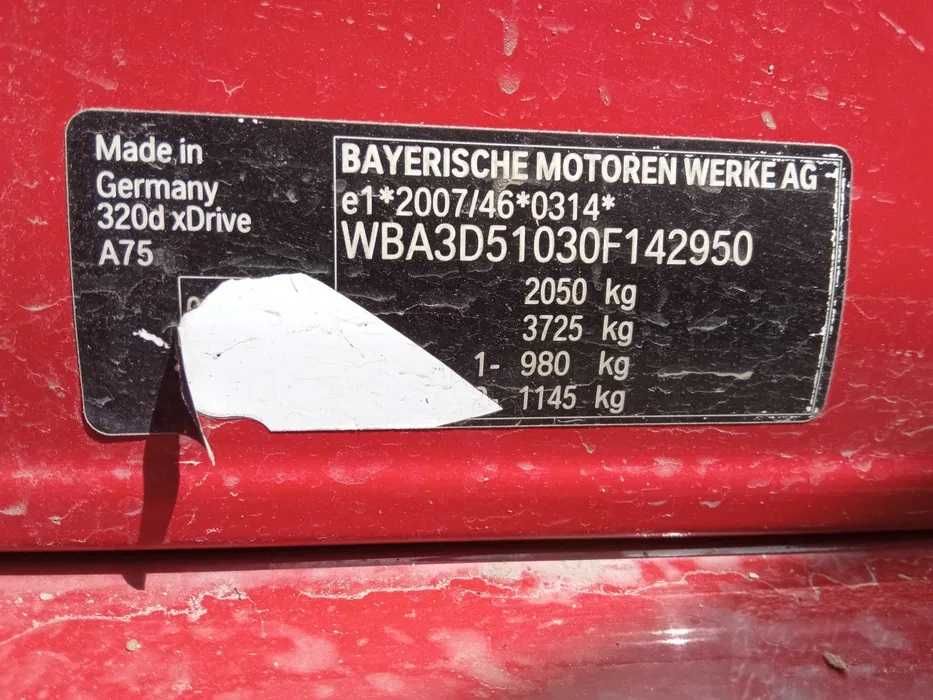 Made in
Germany
320d xDrive
A75
BAYERISCHE MOTOREN WERKE AG
e1*2007/46*0314*
WBA3D51030F142950
2050 kg
3725 kg
1- 980 kg
1145 kg